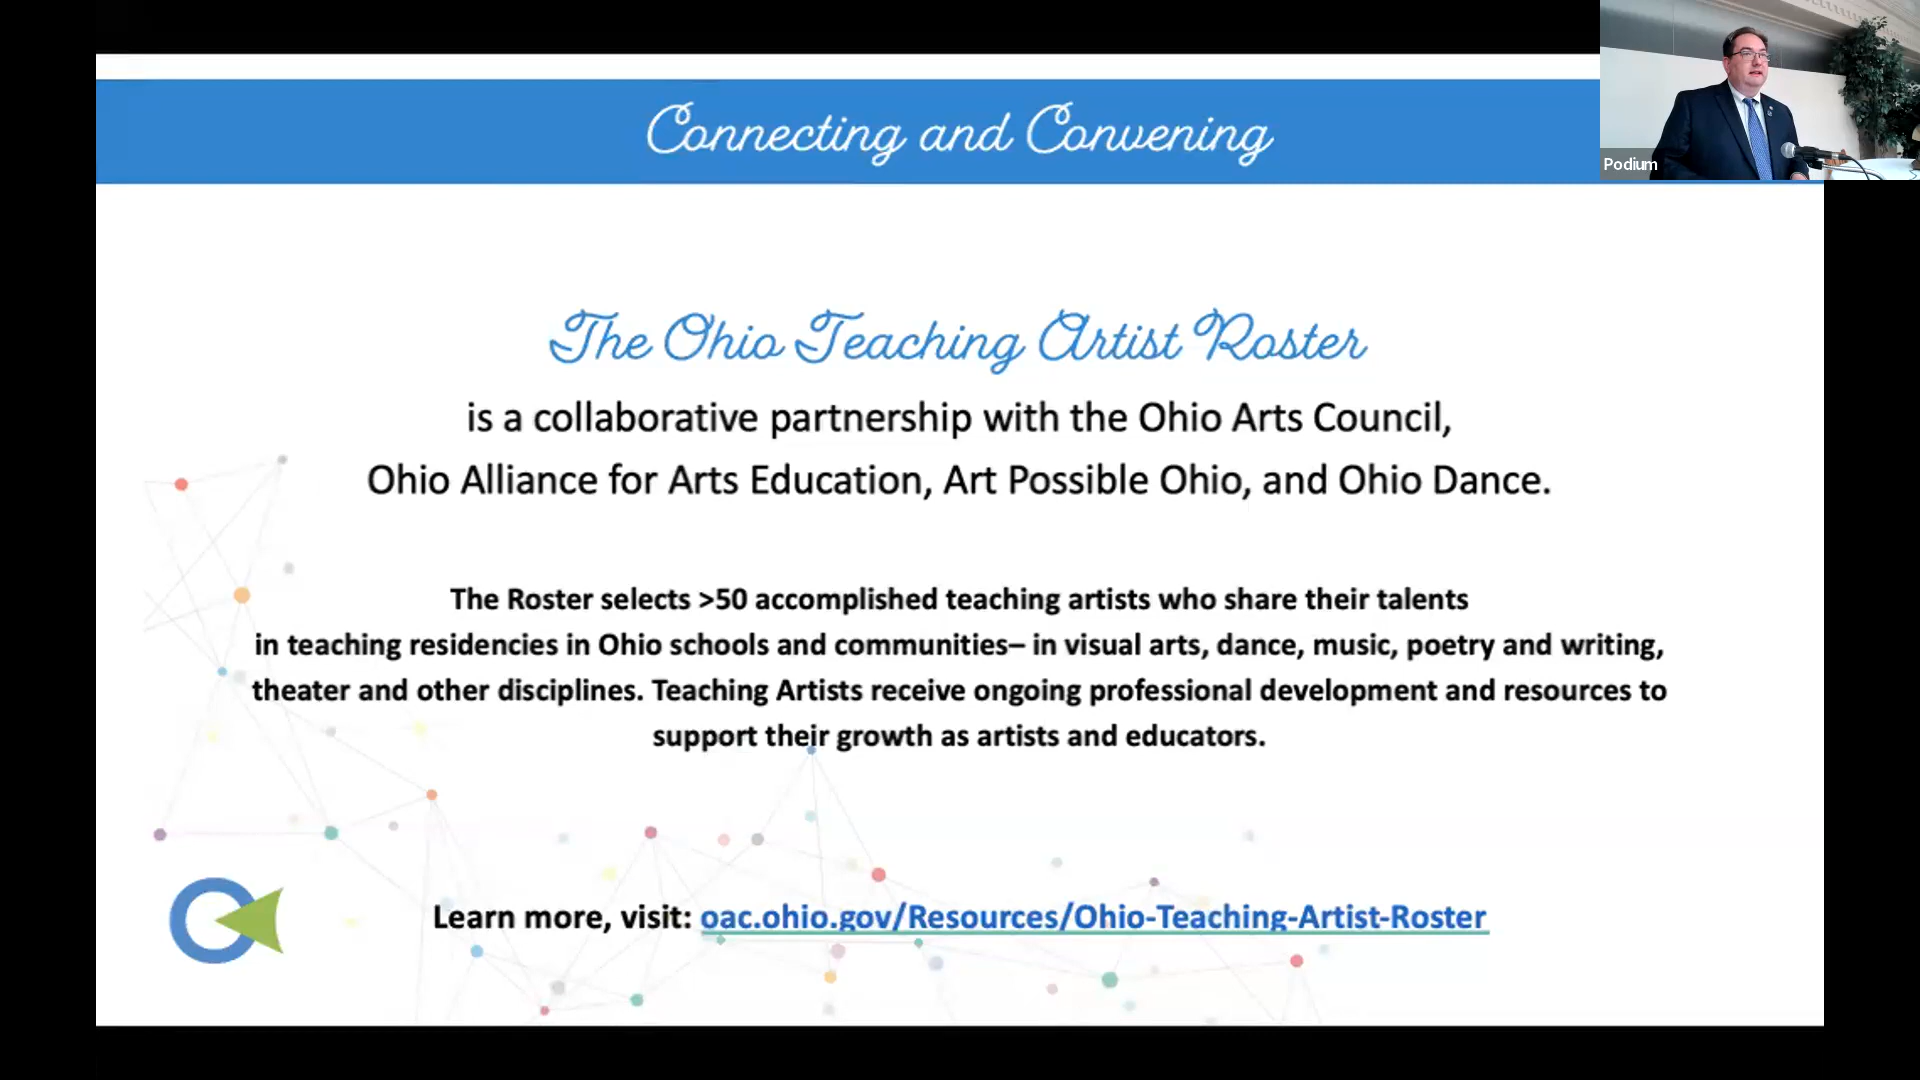 Connecting and Convening
Podium
The Ohio Teaching Artist Roster
is a collaborative partnership with the Ohio Arts Council,
Ohio Alliance for Arts Education, Art Possible Ohio, and Ohio Dance.
The Roster selects >50 accomplished teaching artists who share their talents
in teaching residencies in Ohio schools and communities– in visual arts, dance, music, poetry and writing,
theater and other disciplines. Teaching Artists receive ongoing professional development and resources to
support their growth as artists and educators.
Learn more, visit: oac.ohio.gov/Resources/Ohio-Teaching-Artist-Roster